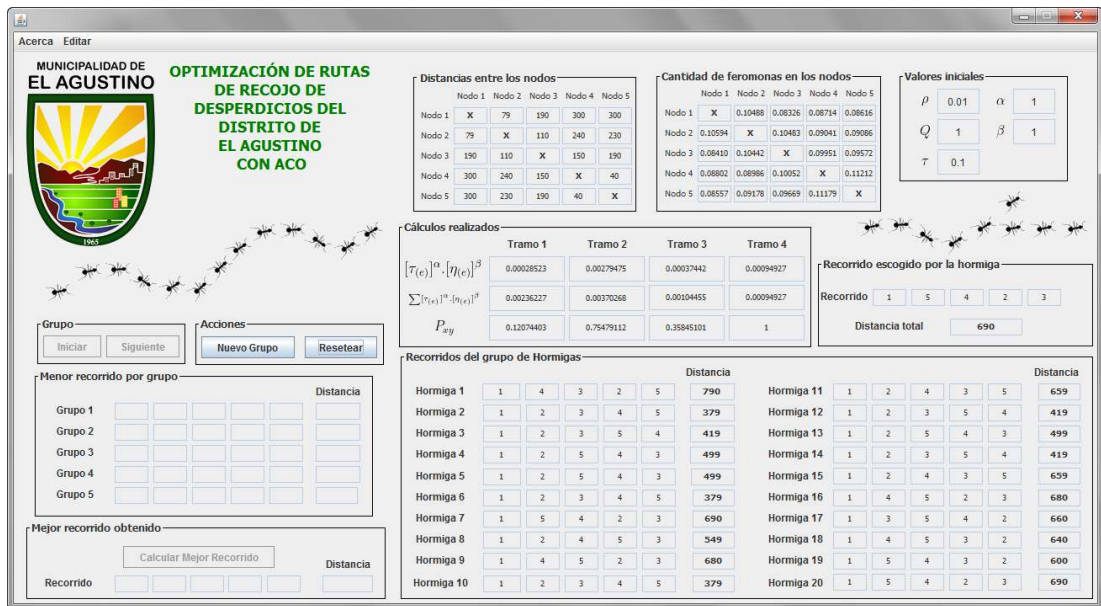 Acerca Editar
MUNICIPALIDAD DE
EL AGUSTINO
1965
OPTIMIZACIÓN DE RUTAS
DE RECOJO DE
DESPERDICIOS DEL
DISTRITO DE
EL AGUSTINO
CON ACO
Distancias entre los nodos
Nodo 1 Nodo 2 Nodo 3 Nodo 4 Nodo 5
Nodo 1 X 79 190 300 300
Nodo 2 79 X 110 240 230
Nodo 3 190 110 X 150 190
Nodo 4 300 240 150 X 40
Nodo 5 300 230 190 40 X
Cantidad de feromonas en los nodos
Nodo 1 Nodo 2 Nodo 3 Nodo 4 Nodo 5
Nodo 1 X 0.10488 0.08326 0.08714 0.08616
Nodo 2 0.10594 X 0.10483 0.09041 0.09086
Nodo 3 0.08410 0.10442 X 0.09951 0.09572
Nodo 4 0.08802 0.08986 0.10052 X 0.11212
Nodo 5 0.08557 0.09178 0.09669 0.11179 X
Valores iniciales
ρ 0.01 α 1
Q 1 β 1
τ 0.1
Cálculos realizados
Tramo 1 Tramo 2 Tramo 3 Tramo 4
[τ(e)]^α.[η(e)]^β 0.00028523 0.00279475 0.00037442 0.00094927
∑[τ(e)]^α.[η(e)]^β 0.00236227 0.00370268 0.00104455 0.00094927
Pxy 0.12074403 0.75479112 0.35845101 1
Recorrido escogido por la hormiga
Recorrido 1 5 4 2 3
Distancia total 690
Grupo
Iniciar Siguiente
Acciones
Nuevo Grupo Resetear
Menor recorrido por grupo
Distancia
Grupo 1
Grupo 2
Grupo 3
Grupo 4
Grupo 5
Mejor recorrido obtenido
Calcular Mejor Recorrido
Distancia
Recorrido
Recorridos del grupo de Hormigas
Distancia
Hormiga 1 1 4 3 2 5 790
Hormiga 2 1 2 3 4 5 379
Hormiga 3 1 2 3 5 4 419
Hormiga 4 1 2 5 4 3 499
Hormiga 5 1 2 5 4 3 499
Hormiga 6 1 2 3 4 5 379
Hormiga 7 1 5 4 2 3 690
Hormiga 8 1 2 4 5 3 549
Hormiga 9 1 4 5 2 3 680
Hormiga 10 1 2 3 4 5 379
Distancia
Hormiga 11 1 2 4 3 5 659
Hormiga 12 1 2 3 5 4 419
Hormiga 13 1 2 5 4 3 499
Hormiga 14 1 2 3 5 4 419
Hormiga 15 1 2 4 3 5 659
Hormiga 16 1 4 5 2 3 680
Hormiga 17 1 3 5 4 2 660
Hormiga 18 1 4 5 3 2 640
Hormiga 19 1 5 4 3 2 600
Hormiga 20 1 5 4 2 3 690